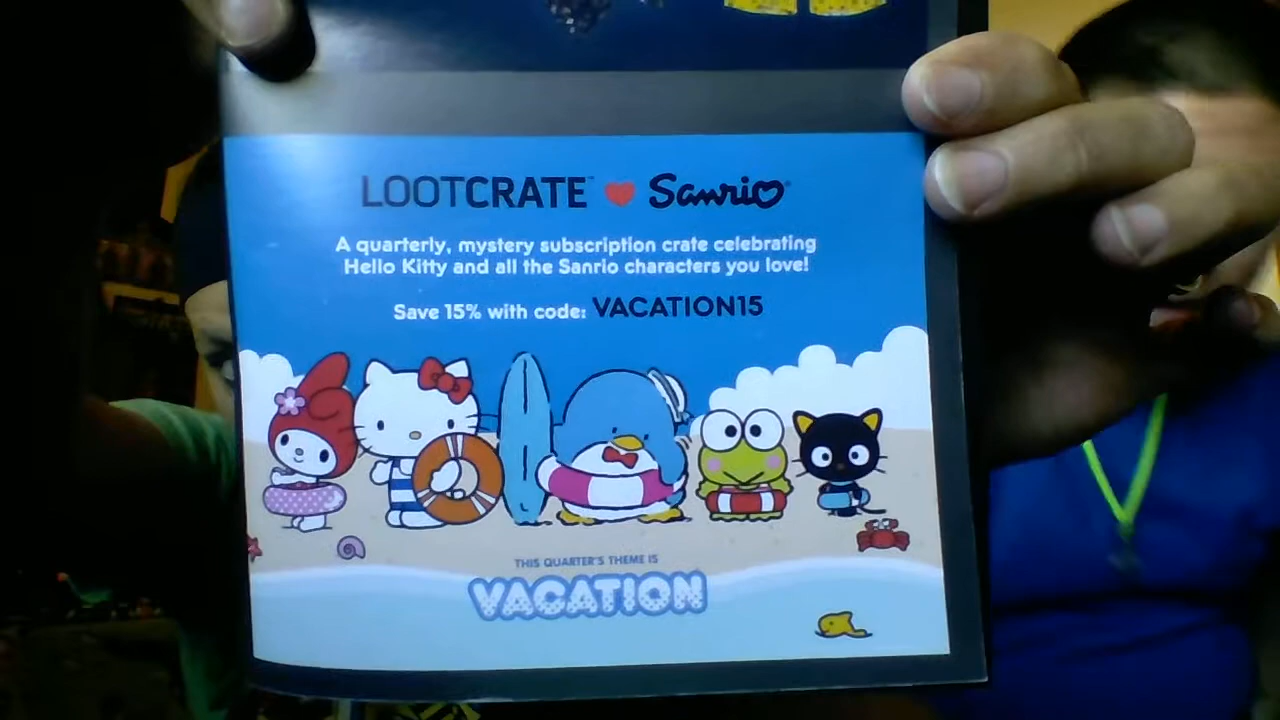 LOOTCRATE™ Sanrio®
A quarterly, mystery subscription crate celebrating
Hello Kitty and all the Sanrio characters you love!
Save 15% with code: VACATION15
THIS QUARTER'S THEME IS
VACATION